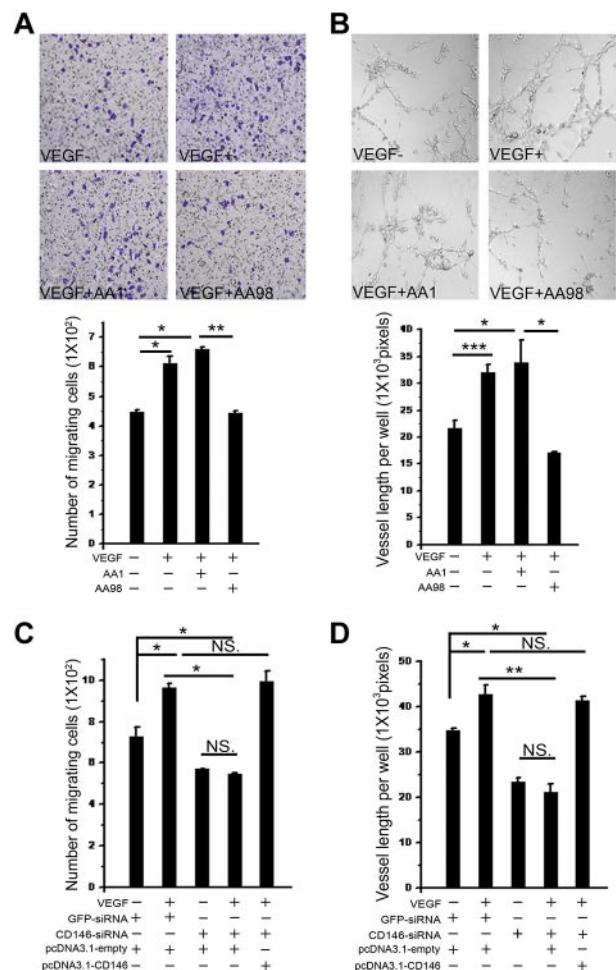 A
VEGF-
VEGF+
VEGF+AA1
VEGF+AA98
Number of migrating cells (1X10²)
7
6
5
4
3
2
1
0
*
*
**
VEGF − + + +
AA1 − − + −
AA98 − − − +
B
VEGF-
VEGF+
VEGF+AA1
VEGF+AA98
Vessel length per well (1X10³pixels)
40
35
30
25
20
15
10
5
0
*
***
*
VEGF − + + +
AA1 − − + −
AA98 − − − +
C
Number of migrating cells (1X10²)
10
8
6
4
2
0
*
*
NS.
*
NS.
VEGF − + − + +
GFP-siRNA + + − − −
CD146-siRNA − − + + +
pcDNA3.1-empty + + + + −
pcDNA3.1-CD146 − − − − +
D
Vessel length per well (1X10³pixels)
50
40
30
20
10
0
*
*
NS.
**
NS.
VEGF − + − + +
GFP-siRNA + + − − −
CD146-siRNA − − + + +
pcDNA3.1-empty + + − + −
pcDNA3.1-CD146 − − − − +